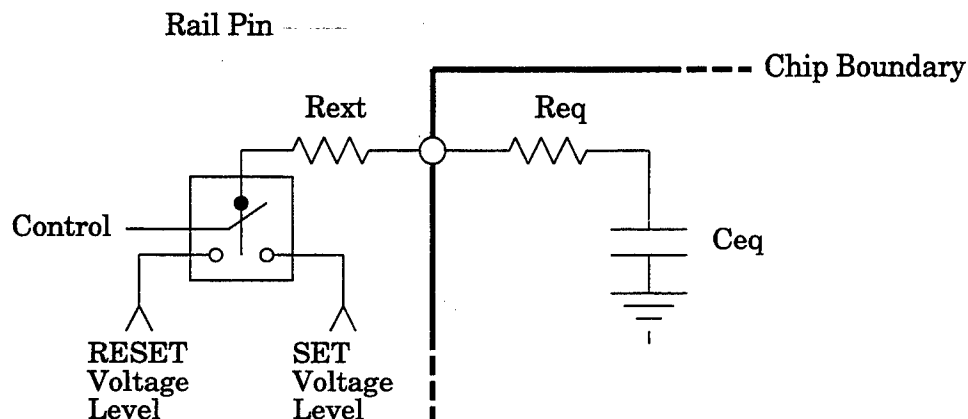 Rail Pin
Chip Boundary
Rext
Req
Control
Ceq
RESET
Voltage
Level
SET
Voltage
Level